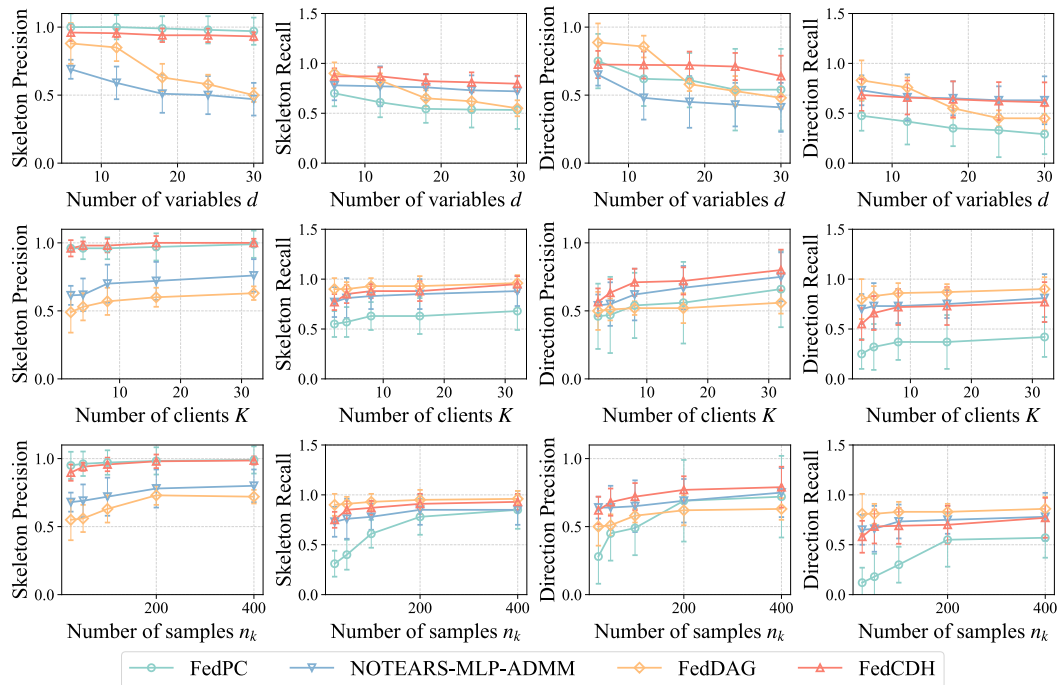 Skeleton Precision
1.0
0.5
0.0
10
20
30
Number of variables d
Skeleton Recall
1.5
1.0
0.5
0.0
10
20
30
Number of variables d
Direction Precision
1.0
0.5
0.0
10
20
30
Number of variables d
Direction Recall
1.5
1.0
0.5
0.0
10
20
30
Number of variables d
Skeleton Precision
1.0
0.5
0.0
10
20
30
Number of clients K
Skeleton Recall
1.5
1.0
0.5
0.0
10
20
30
Number of clients K
Direction Precision
1.0
0.5
0.0
10
20
30
Number of clients K
Direction Recall
1.5
1.0
0.5
0.0
10
20
30
Number of clients K
Skeleton Precision
1.0
0.5
0.0
200
400
Number of samples nₖ
Skeleton Recall
1.5
1.0
0.5
0.0
200
400
Number of samples nₖ
Direction Precision
1.0
0.5
0.0
200
400
Number of samples nₖ
Direction Recall
1.5
1.0
0.5
0.0
200
400
Number of samples nₖ
FedPC
NOTEARS-MLP-ADMM
FedDAG
FedCDH